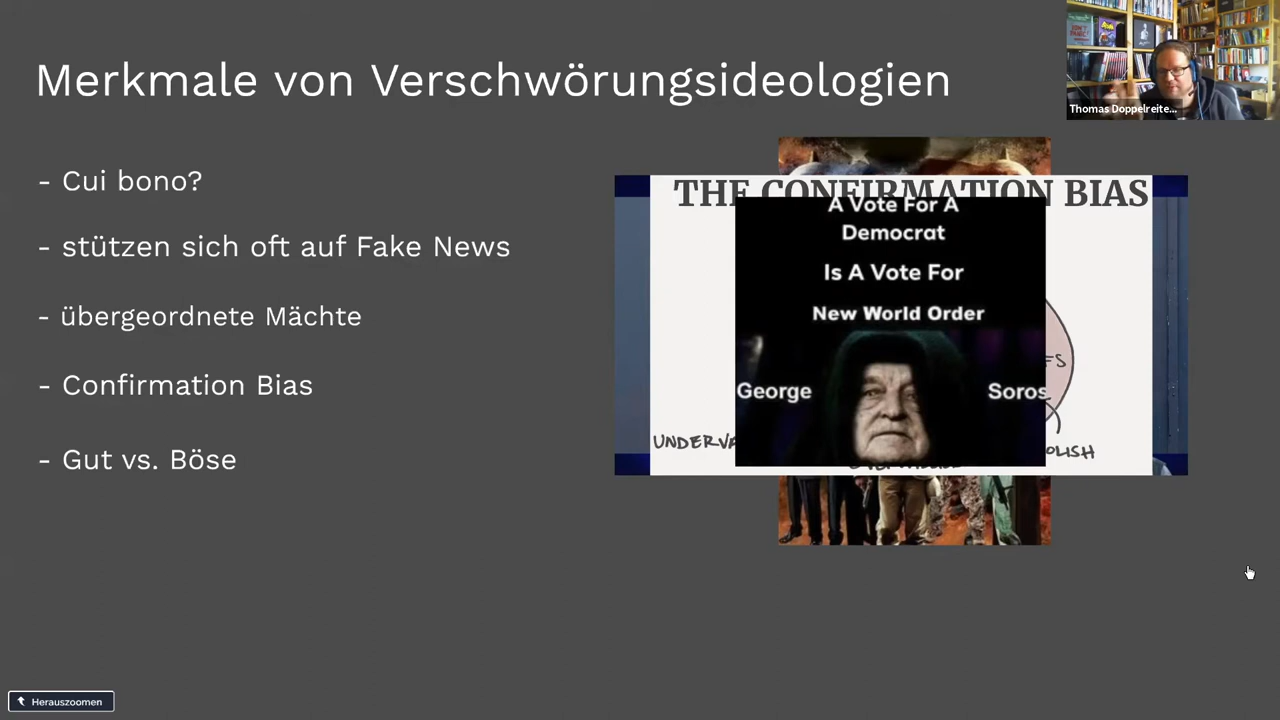 Merkmale von Verschwörungsideologien
Thomas Doppelreite...
- Cui bono?
- stützen sich oft auf Fake News
- übergeordnete Mächte
- Confirmation Bias
- Gut vs. Böse
THE CONFIRMATION BIAS
A Vote For A
Democrat
Is A Vote For
New World Order
George
Soros
Herauszoomen